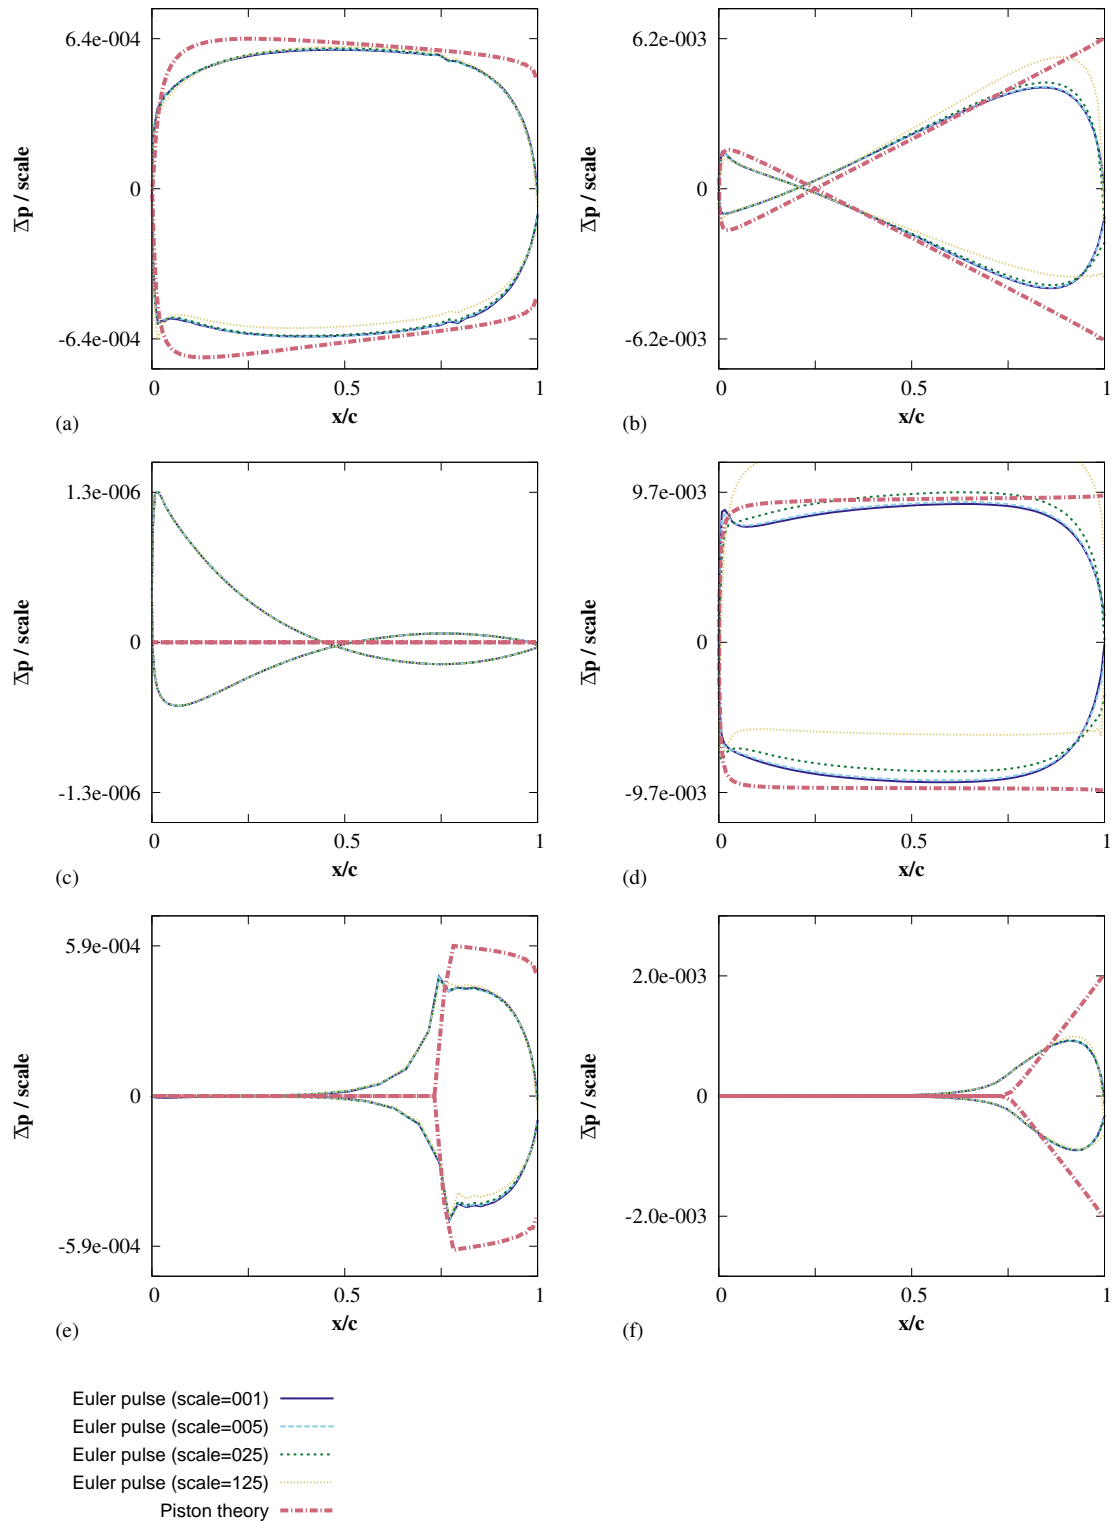 6.4e-004
0
-6.4e-004
Δp / scale
0 0.5 1
x/c
(a)
6.2e-003
0
-6.2e-003
Δp / scale
0 0.5 1
x/c
(b)
1.3e-006
0
-1.3e-006
Δp / scale
0 0.5 1
x/c
(c)
9.7e-003
0
-9.7e-003
Δp / scale
0 0.5 1
x/c
(d)
5.9e-004
0
-5.9e-004
Δp / scale
0 0.5 1
x/c
(e)
2.0e-003
0
-2.0e-003
Δp / scale
0 0.5 1
x/c
(f)
Euler pulse (scale=001)
Euler pulse (scale=005)
Euler pulse (scale=025)
Euler pulse (scale=125)
Piston theory